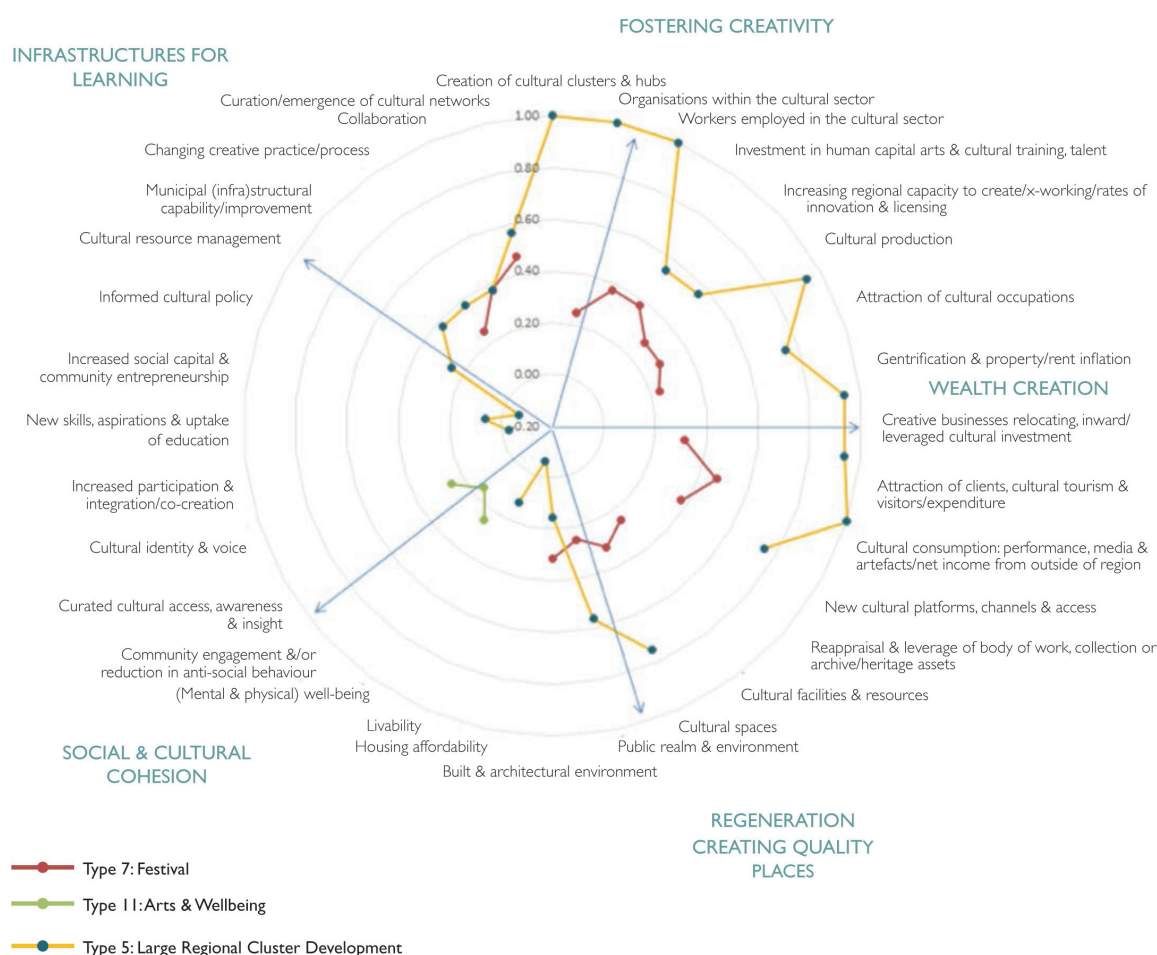 FOSTERING CREATIVITY
INFRASTRUCTURES FOR
LEARNING
Creation of cultural clusters & hubs
Curation/emergence of cultural networks
Organisations within the cultural sector
Collaboration
1.00
Workers employed in the cultural sector
Changing creative practice/process
Investment in human capital arts & cultural training, talent
0.80
Municipal (infra)structural
capability/improvement
Increasing regional capacity to create/x-working/rates of
innovation & licensing
0.60
Cultural resource management
Cultural production
0.40
Informed cultural policy
Attraction of cultural occupations
0.20
Increased social capital &
community entrepreneurship
Gentrification & property/rent inflation
0.00
WEALTH CREATION
New skills, aspirations & uptake
of education
0.20
Creative businesses relocating, inward/
leveraged cultural investment
Increased participation &
integration/co-creation
Attraction of clients, cultural tourism &
visitors/expenditure
Cultural identity & voice
Cultural consumption: performance, media &
artefacts/net income from outside of region
Curated cultural access, awareness
& insight
New cultural platforms, channels & access
Community engagement &/or
reduction in anti-social behaviour
Reappraisal & leverage of body of work, collection or
archive/heritage assets
(Mental & physical) well-being
Cultural facilities & resources
Livability
Cultural spaces
Housing affordability
Public realm & environment
Built & architectural environment
SOCIAL & CULTURAL
COHESION
REGENERATION
CREATING QUALITY
PLACES
Type 7: Festival
Type 11: Arts & Wellbeing
Type 5: Large Regional Cluster Development